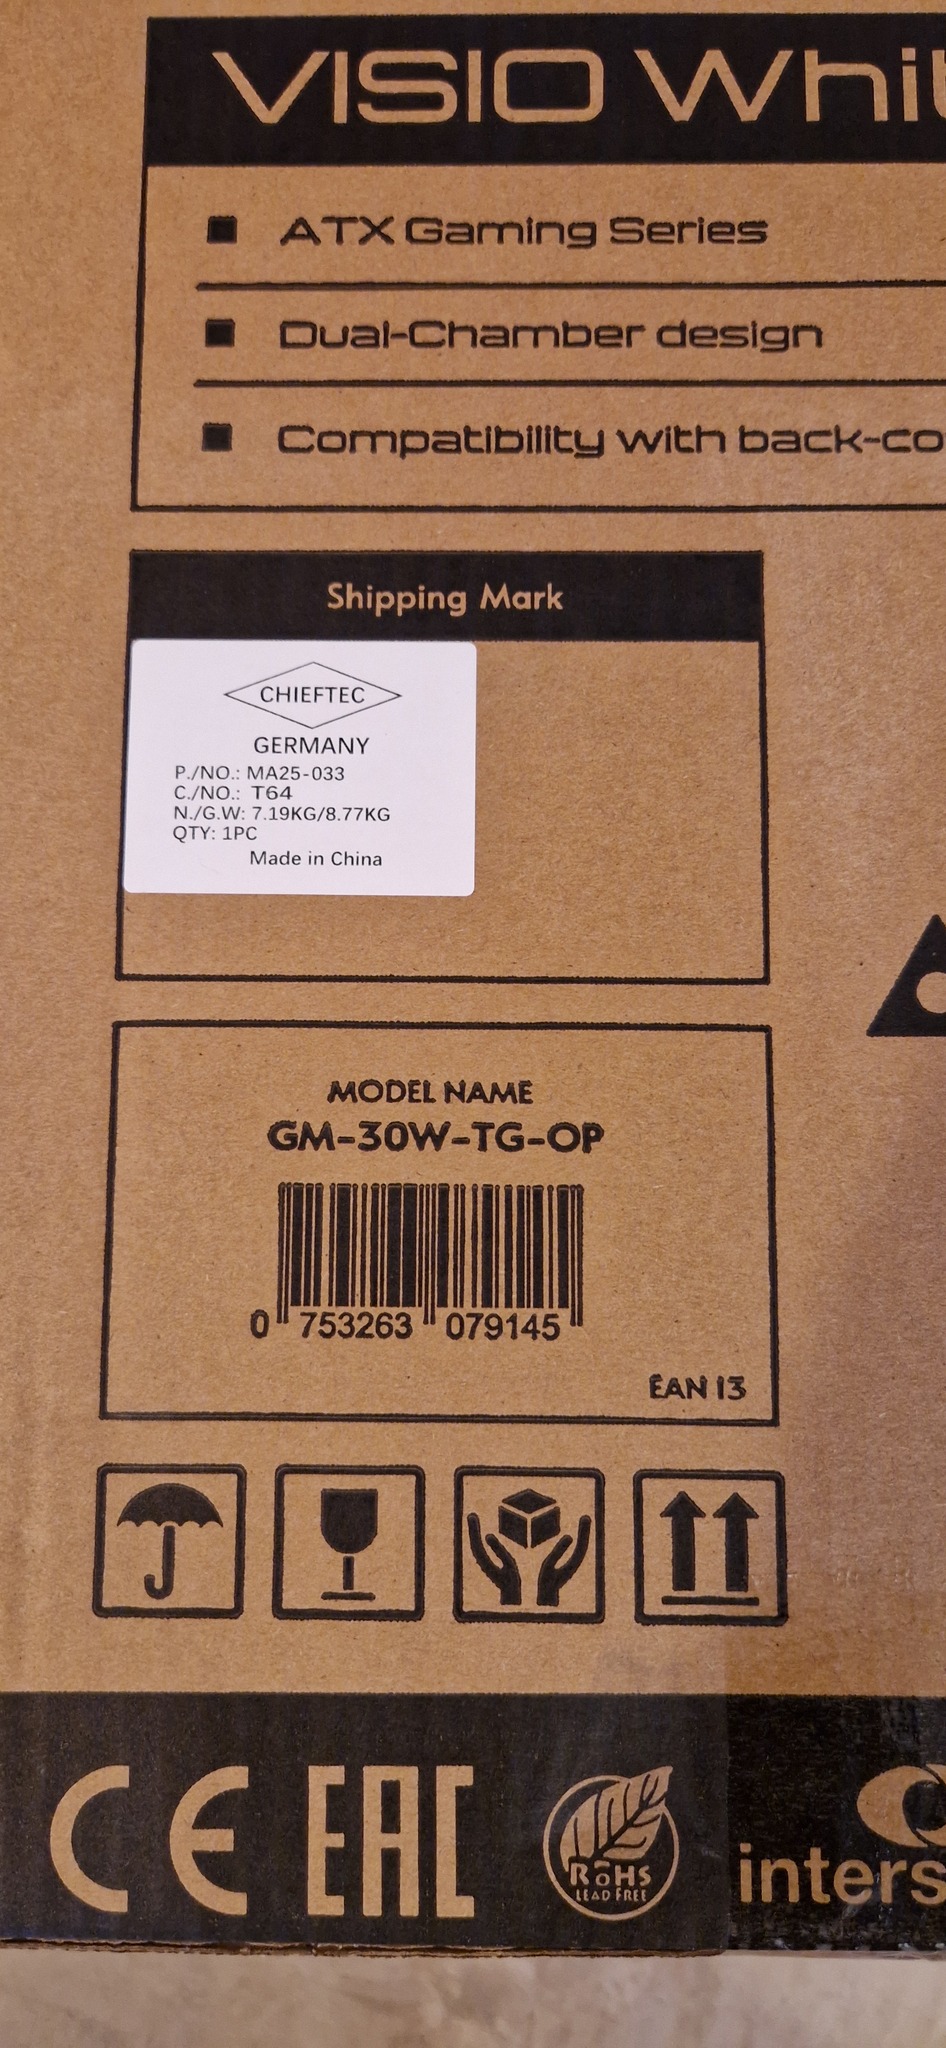 VISIO Whit
ATX Gaming Series
Dual-Chamber design
Compatibility with back-co
Shipping Mark
CHIEFTEC
GERMANY
P./NO.: MA25-033
C./NO.: T64
N./G.W: 7.19KG/8.77KG
QTY: 1PC
Made in China
MODEL NAME
GM-30W-TG-OP
0 753263 079145
EAN 13
CE EAC
RoHS
LEAD FREE
inters